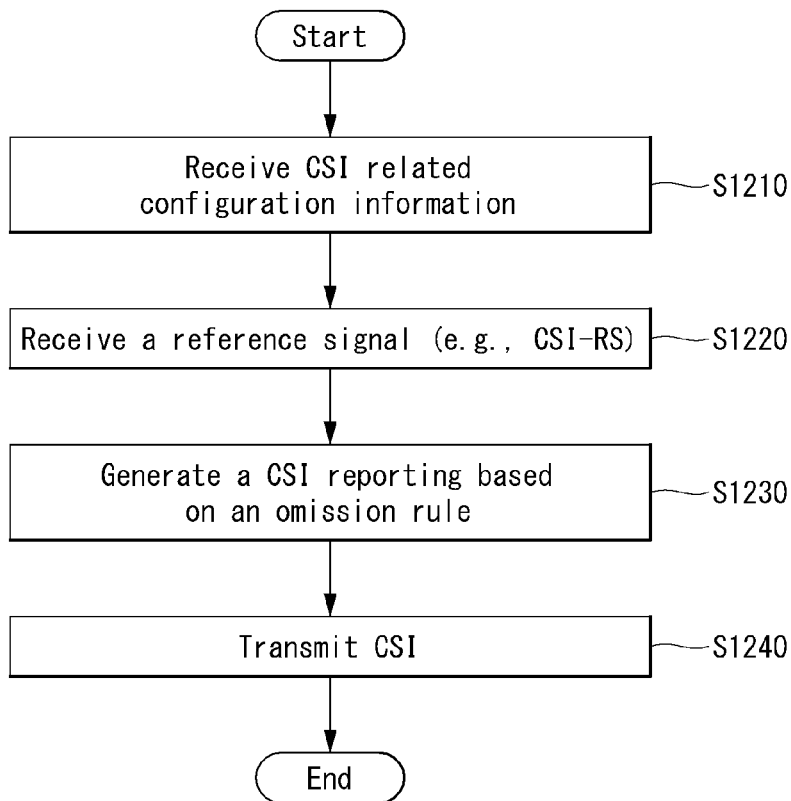 Start
Receive CSI related
configuration information
S1210
Receive a reference signal (e.g., CSI-RS)
S1220
Generate a CSI reporting based
on an omission rule
S1230
Transmit CSI
S1240
End